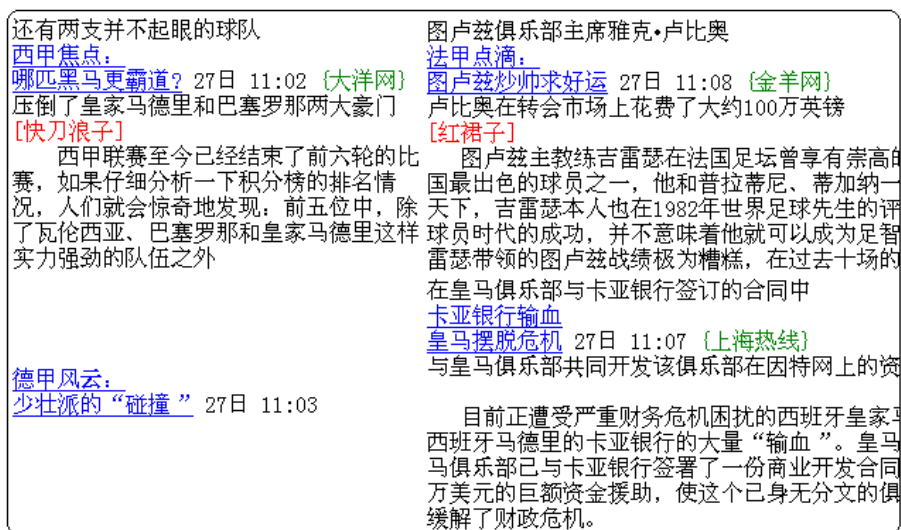 还有两支并不起眼的球队
西甲焦点：
哪匹黑马更霸道? 27日 11:02 {大洋网}
压倒了皇家马德里和巴塞罗那两大豪门
[快刀浪子]
西甲联赛至今已经结束了前六轮的比
赛，如果仔细分析一下积分榜的排名情
况，人们就会惊奇地发现：前五位中，除
了瓦伦西亚、巴塞罗那和皇家马德里这样
实力强劲的队伍之外
德甲风云：
少壮派的“碰撞 ” 27日 11:03
图卢兹俱乐部主席雅克•卢比奥
法甲点滴：
图卢兹炒帅求好运 27日 11:08 {金羊网}
卢比奥在转会市场上花费了大约100万英镑
[红裙子]
图卢兹主教练吉雷瑟在法国足坛曾享有崇高的
国最出色的球员之一，他和普拉蒂尼、蒂加纳一
天下，吉雷瑟本人也在1982年世界足球先生的评
球员时代的成功，并不意味着他就可以成为足智
雷瑟带领的图卢兹战绩极为糟糕，在过去十场的
在皇马俱乐部与卡亚银行签订的合同中
卡亚银行输血
皇马摆脱危机 27日 11:07 {上海热线}
与皇马俱乐部共同开发该俱乐部在因特网上的资
目前正遭受严重财务危机困扰的西班牙皇家马
西班牙马德里的卡亚银行的大量“输血 ”。皇马
马俱乐部已与卡亚银行签署了一份商业开发合同
万美元的巨额资金援助，使这个已身无分文的俱
缓解了财政危机。